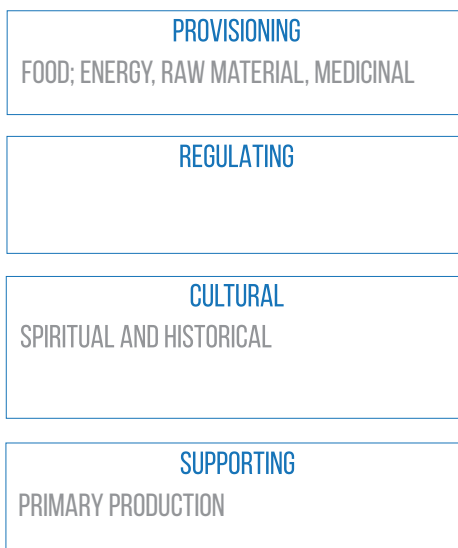 PROVISIONING
FOOD; ENERGY, RAW MATERIAL, MEDICINAL
REGULATING
CULTURAL
SPIRITUAL AND HISTORICAL
SUPPORTING
PRIMARY PRODUCTION